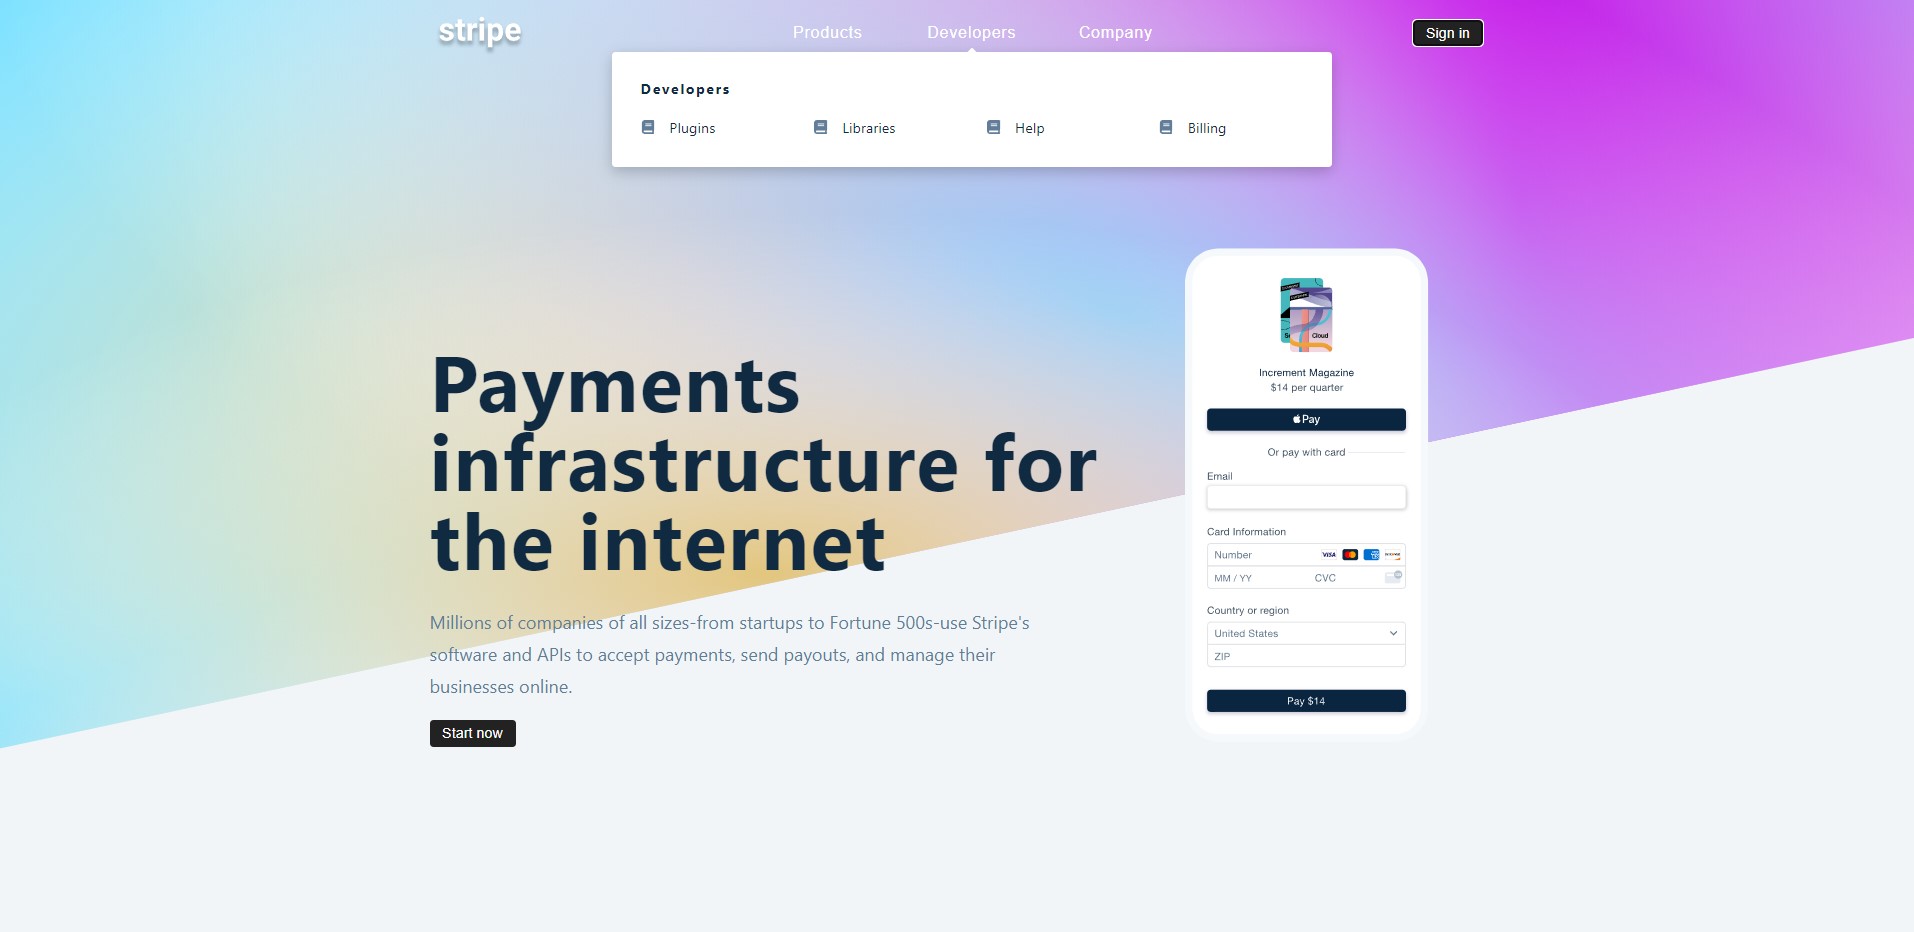 stripe
Products
Developers
Company
Sign in
Developers
Plugins
Libraries
Help
Billing
Payments
infrastructure for
the internet
Millions of companies of all sizes-from startups to Fortune 500s-use Stripe's
software and APIs to accept payments, send payouts, and manage their
businesses online.
Start now
Cloud
Increment Magazine
$14 per quarter
Pay
Or pay with card
Email
Card Information
Number
VISA
MM / YY
CVC
Country or region
United States
ZIP
Pay $14